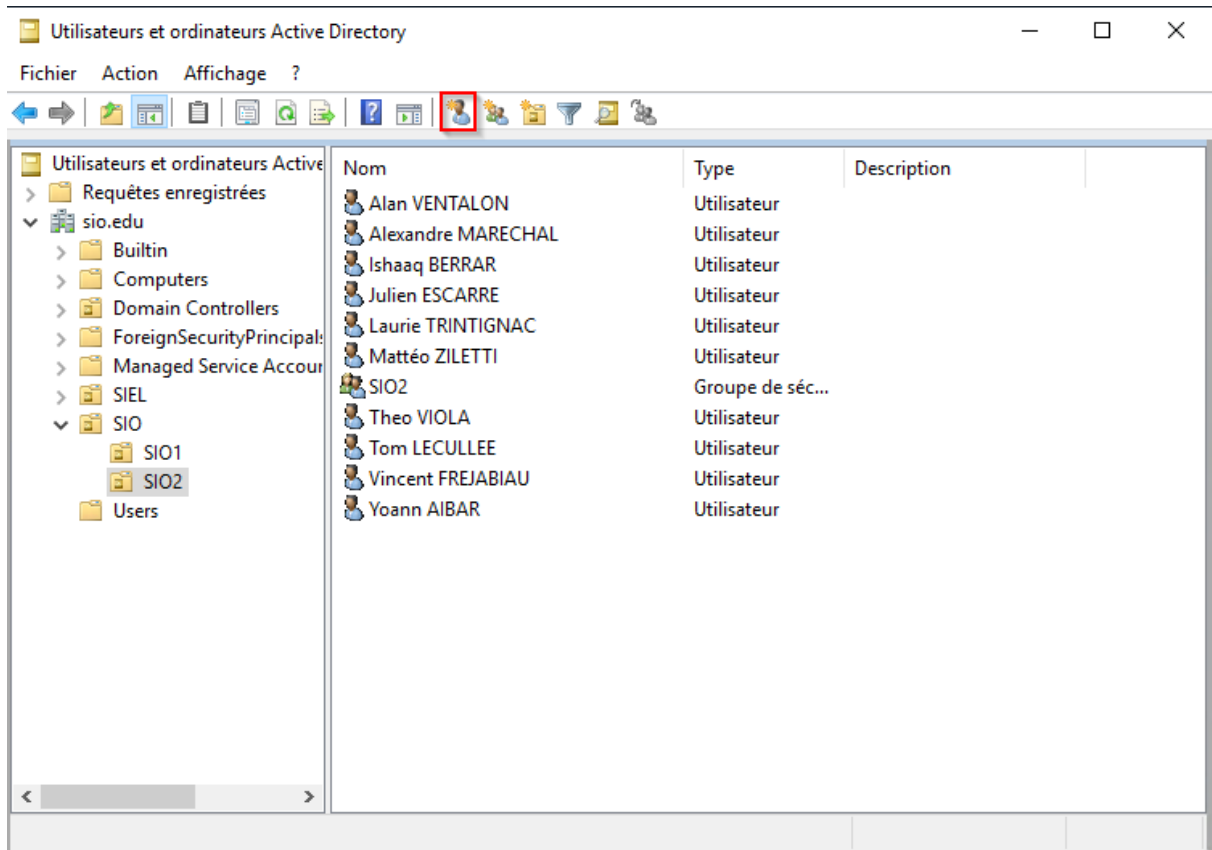 Utilisateurs et ordinateurs Active Directory
Fichier Action Affichage ?
Utilisateurs et ordinateurs Active
Requêtes enregistrées
sio.edu
Builtin
Computers
Domain Controllers
ForeignSecurityPrincipals
Managed Service Accour
SIEL
SIO
SIO1
SIO2
Users
Nom Type Description
Alan VENTALON Utilisateur
Alexandre MARECHAL Utilisateur
Ishaaq BERRAR Utilisateur
Julien ESCARRE Utilisateur
Laurie TRINTIGNAC Utilisateur
Mattéo ZILETTI Utilisateur
SIO2 Groupe de séc...
Theo VIOLA Utilisateur
Tom LECULLEE Utilisateur
Vincent FREJABIAU Utilisateur
Yoann AIBAR Utilisateur